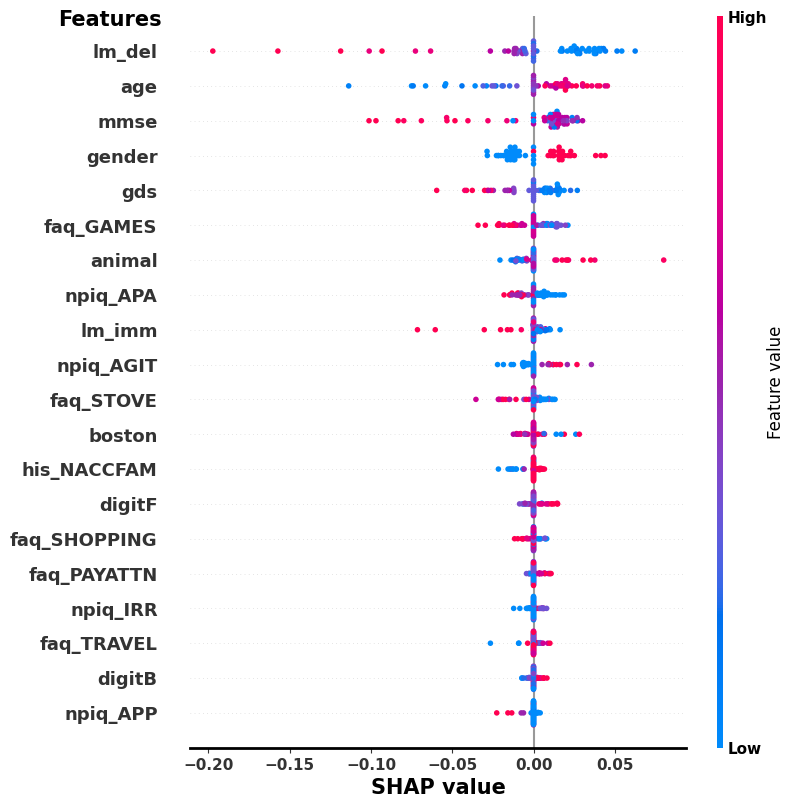 Features
High
lm_del
age
mmse
gender
gds
faq_GAMES
animal
npiq_APA
lm_imm
npiq_AGIT
faq_STOVE
boston
his_NACCFAM
digitF
faq_SHOPPING
faq_PAYATTN
npiq_IRR
faq_TRAVEL
digitB
npiq_APP
Feature value
Low
−0.20 −0.15 −0.10 −0.05 0.00 0.05
SHAP value